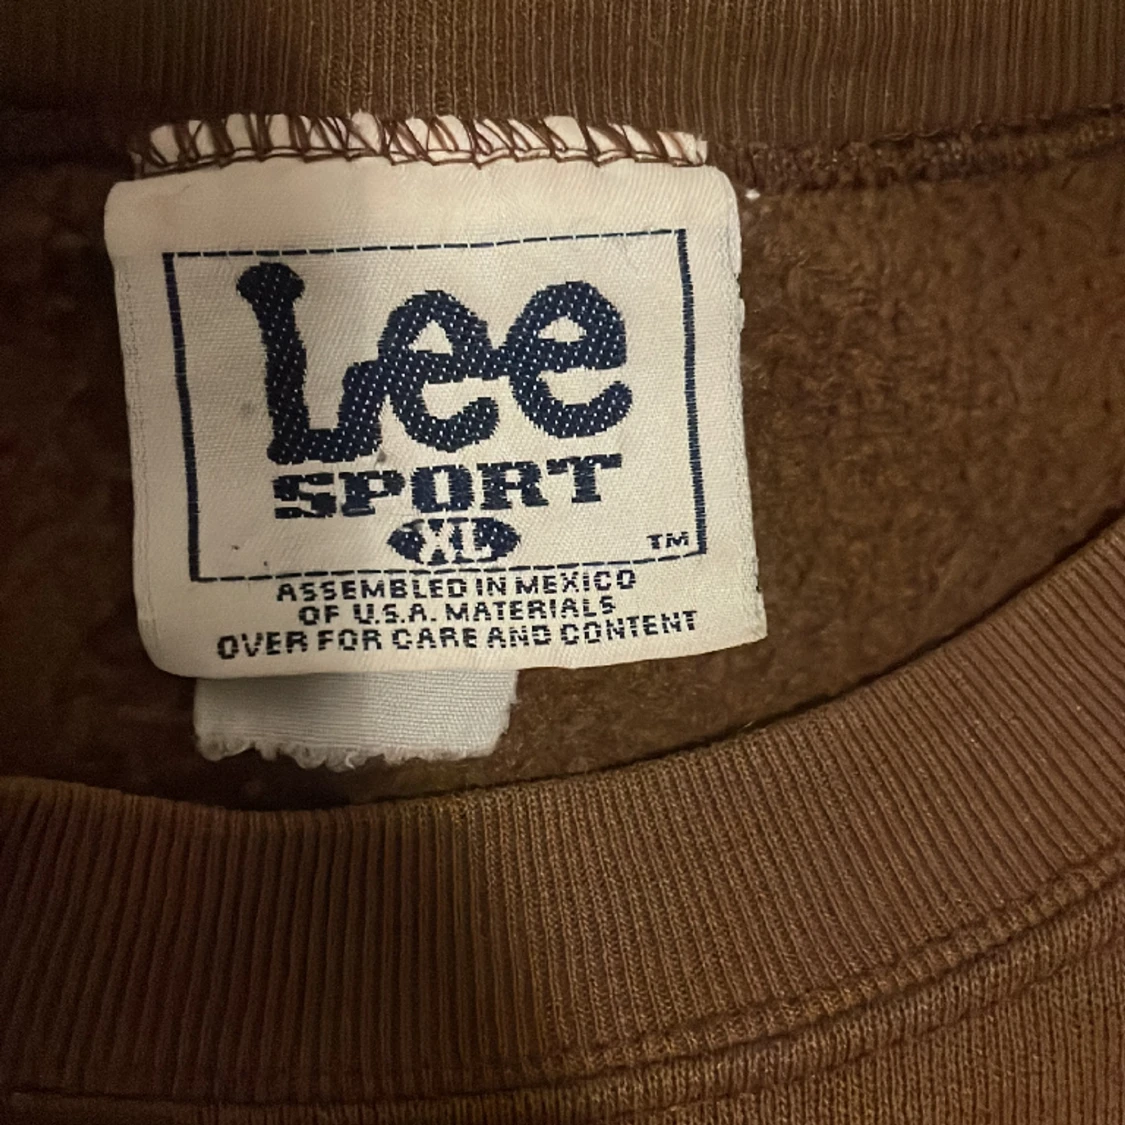 Lee
SPORT
XL
TM
ASSEMBLED IN MEXICO
OF U.S.A. MATERIALS
OVER FOR CARE AND CONTENT